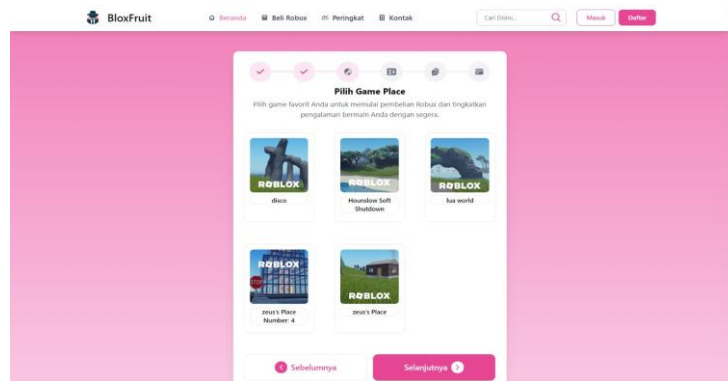 BloxFruit
Beranda
Beli Robux
Peringkat
Kontak
Cari Disini...
Masuk
Daftar
Pilih Game Place
Pilih game favorit Anda untuk memulai pembelian Robux dan tingkatkan
pengalaman bermain Anda dengan segera.
ROBLOX
ROBLOX
ROBLOX
disco
Hounslow Soft
Shutdown
lua world
ROBLOX
STOP
ROBLOX
zeus's Place
Number: 4
zeus's Place
Sebelumnya
Selanjutnya